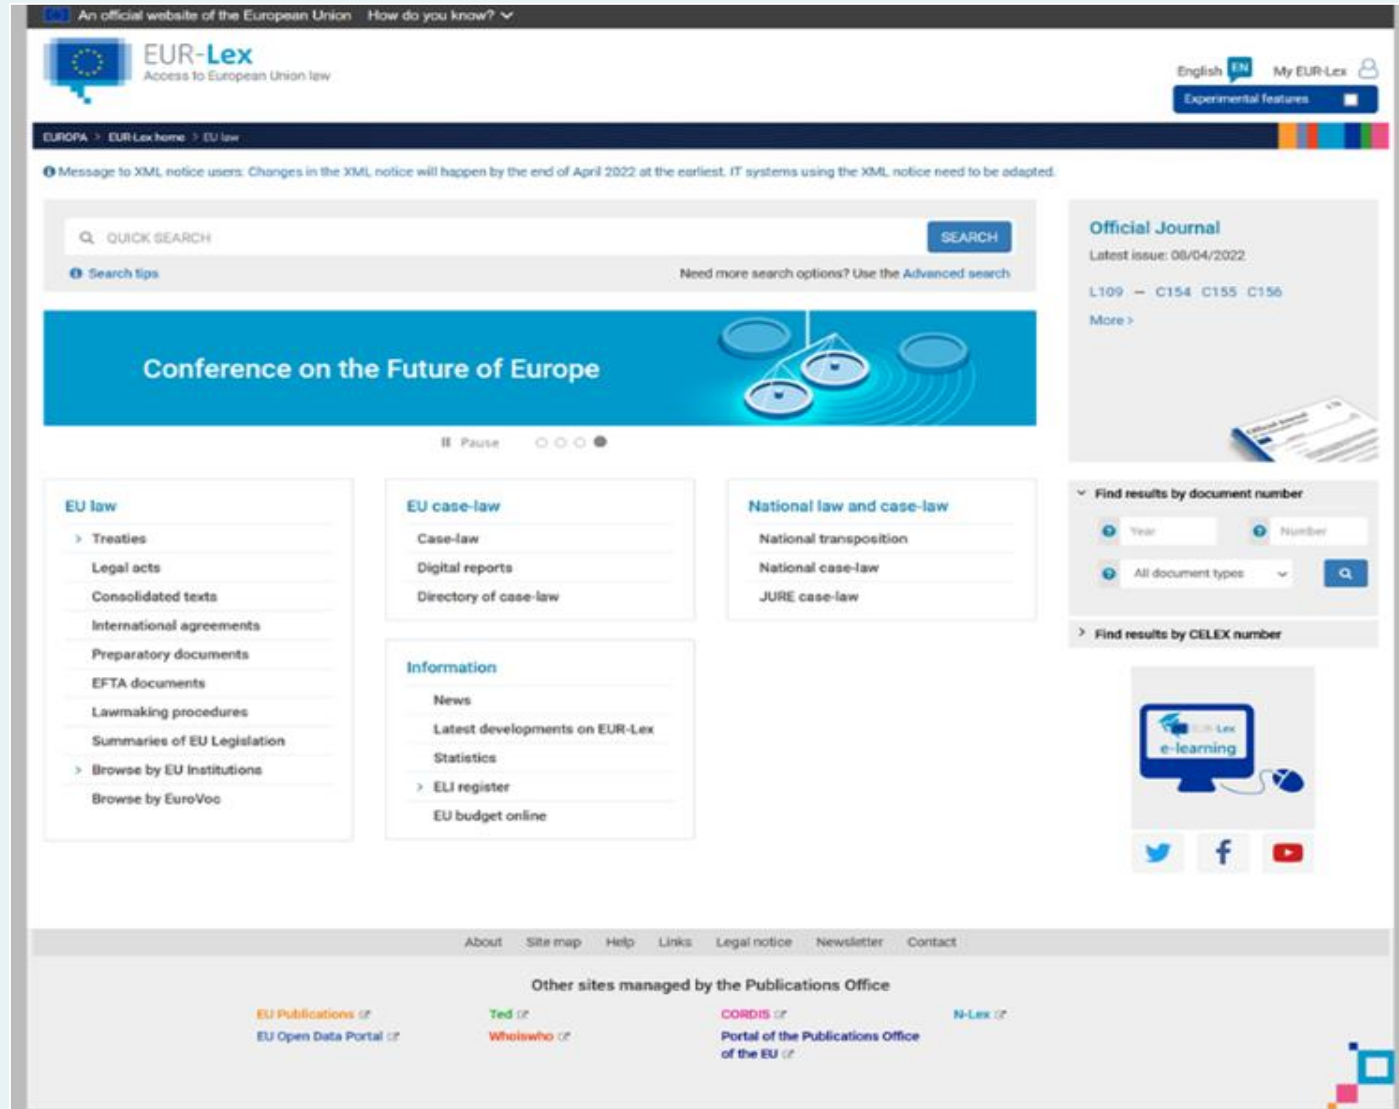 An official website of the European Union How do you know?
EUR-Lex
Access to European Union law
English EN My EUR-Lex
Experimental features
EUROPA > EUR-Lex home > EU law
Message to XML notice users: Changes in the XML notice will happen by the end of April 2022 at the earliest. IT systems using the XML notice need to be adapted.
QUICK SEARCH
SEARCH
Search tips
Need more search options? Use the Advanced search
Conference on the Future of Europe
Pause
Official Journal
Latest issue: 08/04/2022
L109 – C154 C155 C156
More >
Official Journal
EU law
> Treaties
Legal acts
Consolidated texts
International agreements
Preparatory documents
EFTA documents
Lawmaking procedures
Summaries of EU Legislation
> Browse by EU Institutions
Browse by EuroVoc
EU case-law
Case-law
Digital reports
Directory of case-law
Information
News
Latest developments on EUR-Lex
Statistics
> ELI register
EU budget online
National law and case-law
National transposition
National case-law
JURE case-law
Find results by document number
Year
Number
All document types
> Find results by CELEX number
EUR-Lex
e-learning
About Site map Help Links Legal notice Newsletter Contact
Other sites managed by the Publications Office
EU Publications
Ted
CORDIS
N-Lex
EU Open Data Portal
Whoiswho
Portal of the Publications Office
of the EU